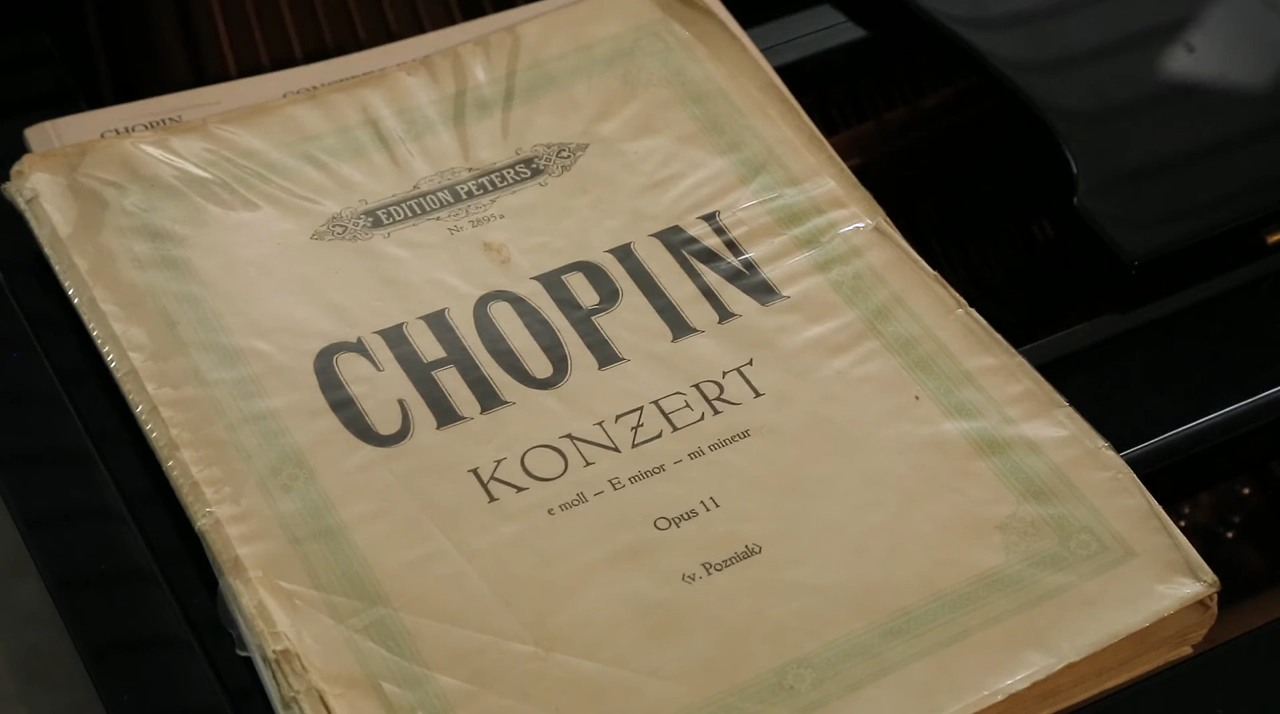 CHOPIN
EDITION PETERS
Nr. 2895a
CHOPIN
KONZERT
e moll – E minor – mi mineur
Opus 11
(v. Pozniak)